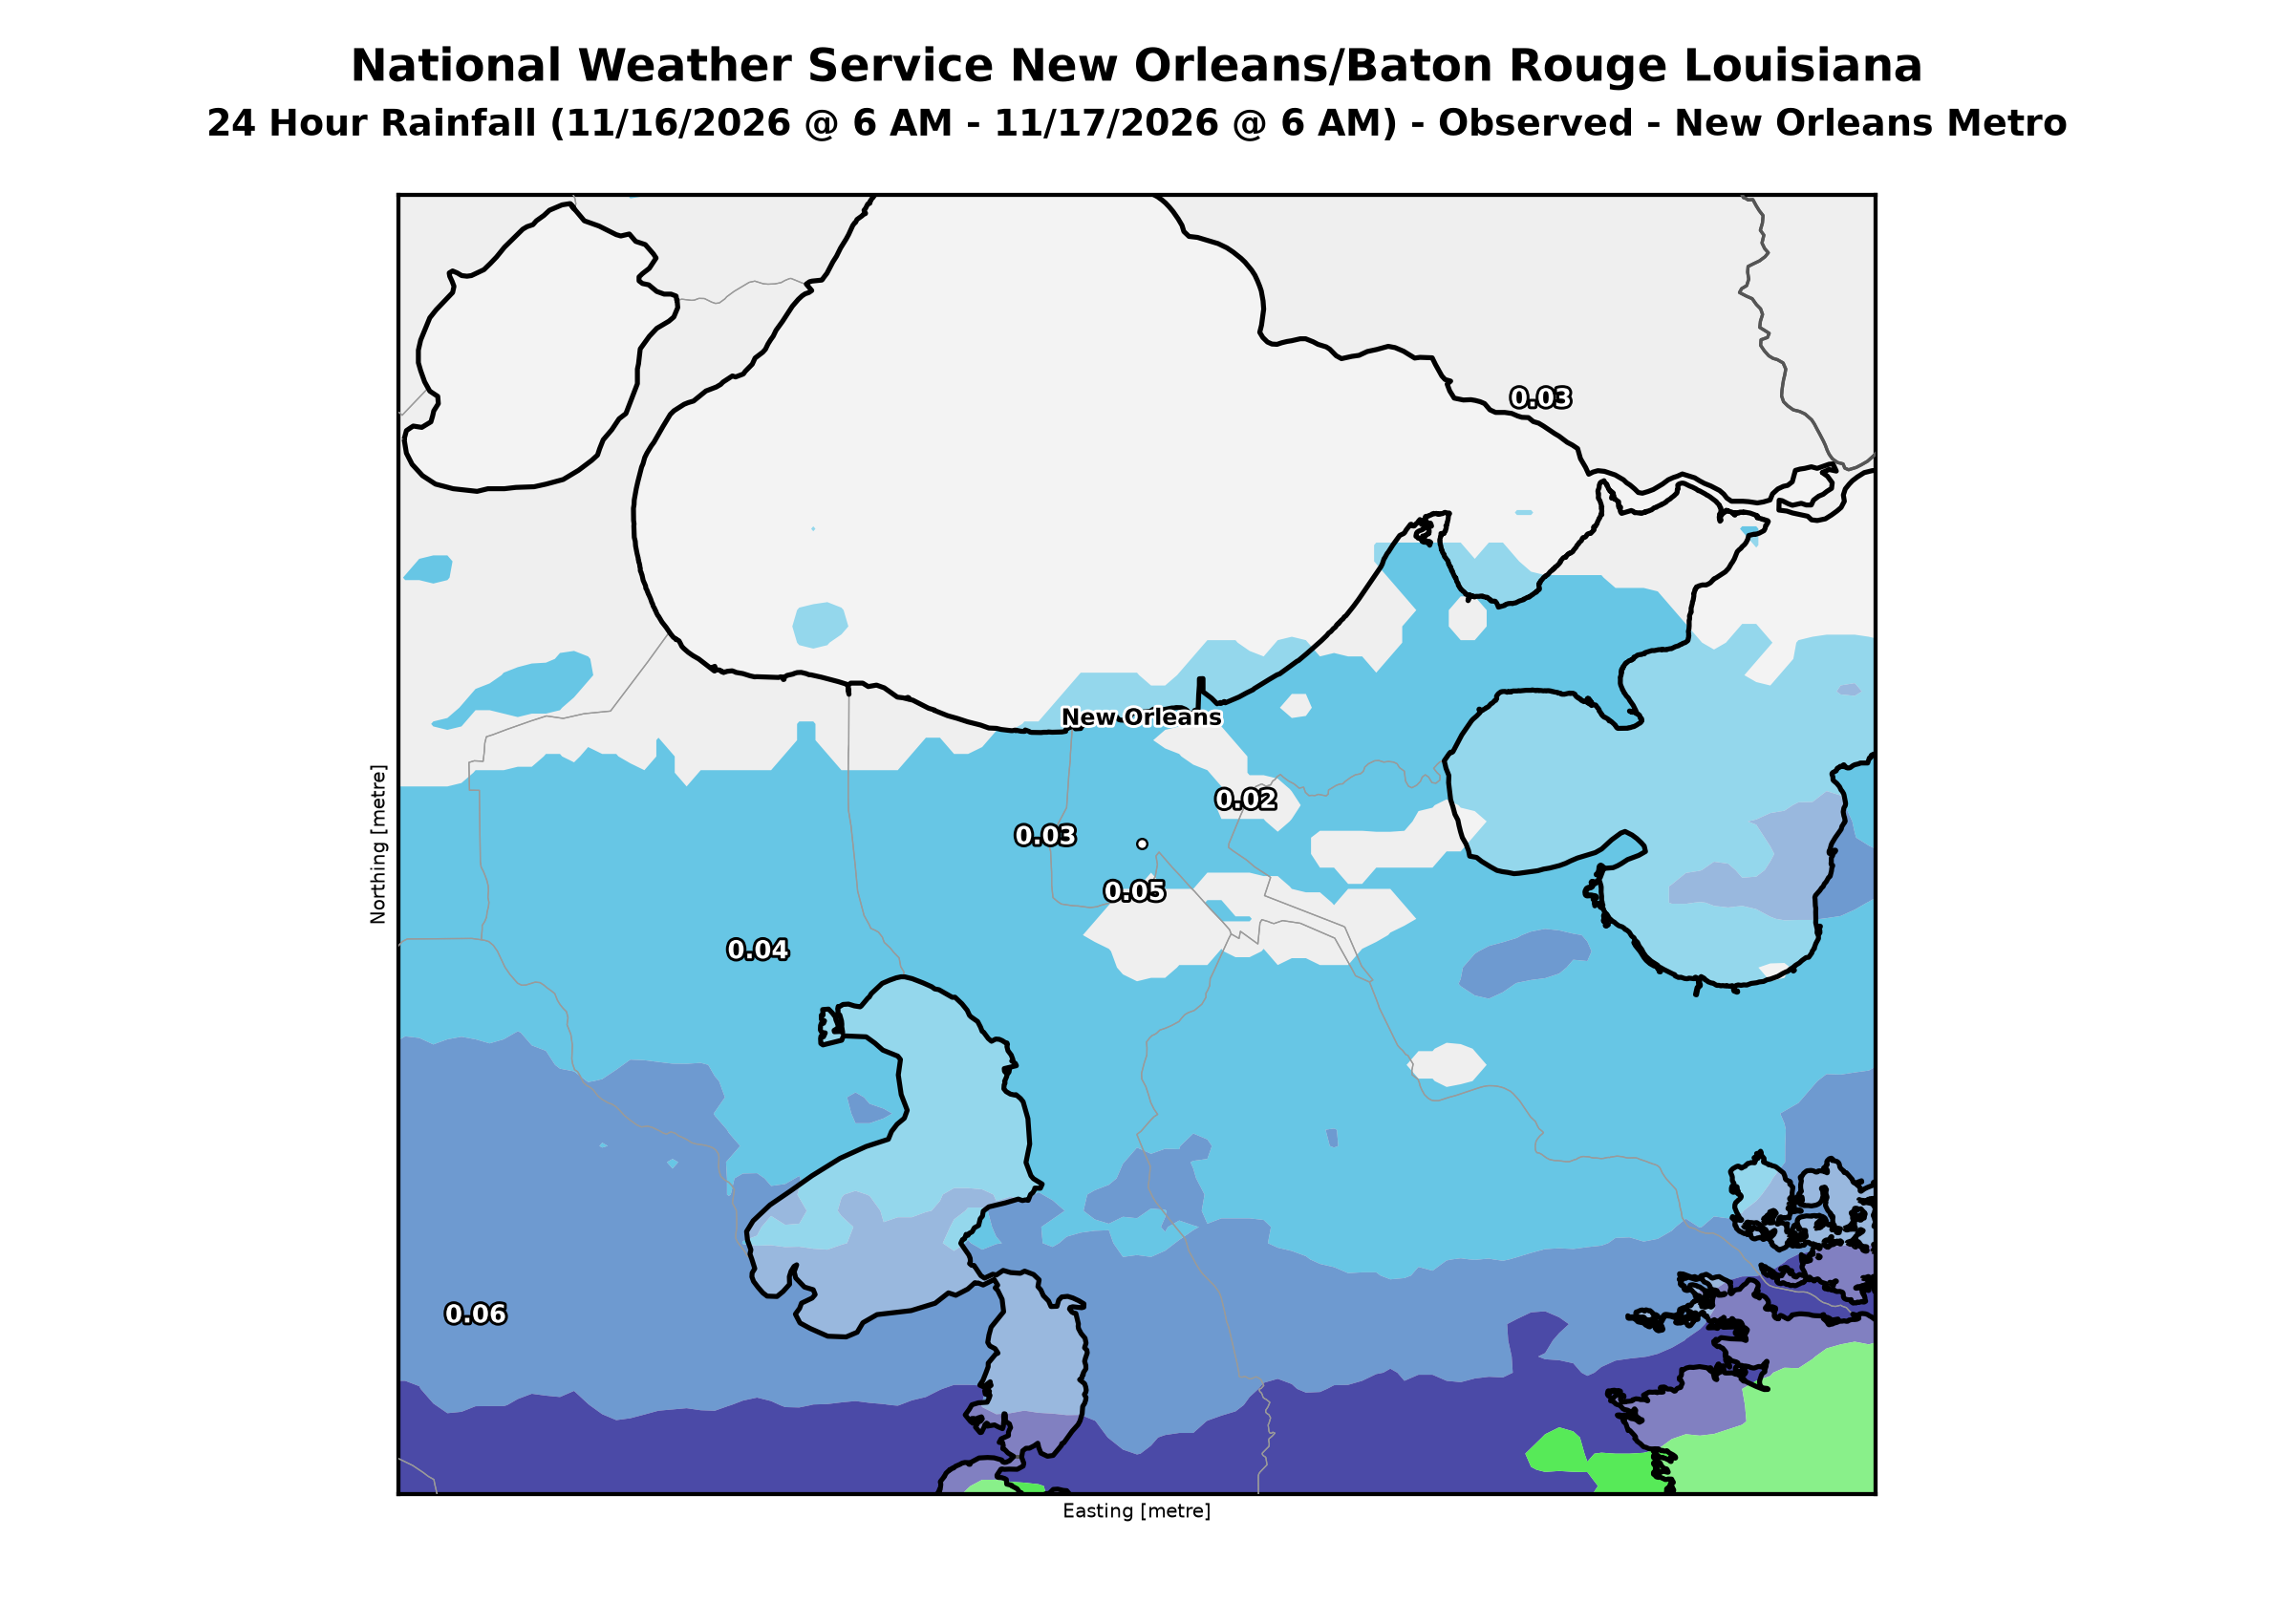 National Weather Service New Orleans/Baton Rouge Louisiana
24 Hour Rainfall (11/16/2026 @ 6 AM - 11/17/2026 @ 6 AM) - Observed - New Orleans Metro
0.03
New Orleans
0.02
0.03
0.05
0.04
0.06
Northing [metre]
Easting [metre]